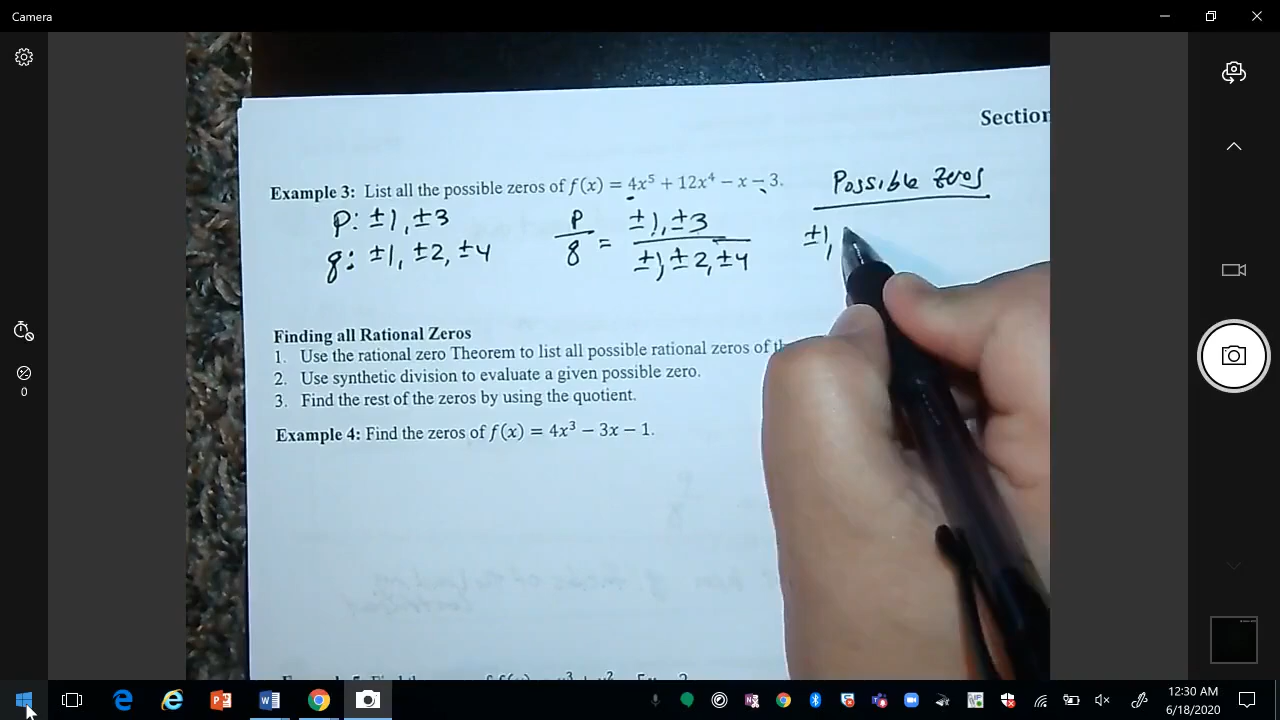 Camera
Section
Example 3: List all the possible zeros of f(x) = 4x⁵ + 12x⁴ − x − 3.
Possible zeros
p: ±1, ±3
q: ±1, ±2, ±4
p/q = ±1, ±3 / ±1, ±2, ±4
±1,
Finding all Rational Zeros
1. Use the rational zero Theorem to list all possible rational zeros of
2. Use synthetic division to evaluate a given possible zero.
3. Find the rest of the zeros by using the quotient.
Example 4: Find the zeros of f(x) = 4x³ − 3x − 1.
0
12:30 AM
6/18/2020